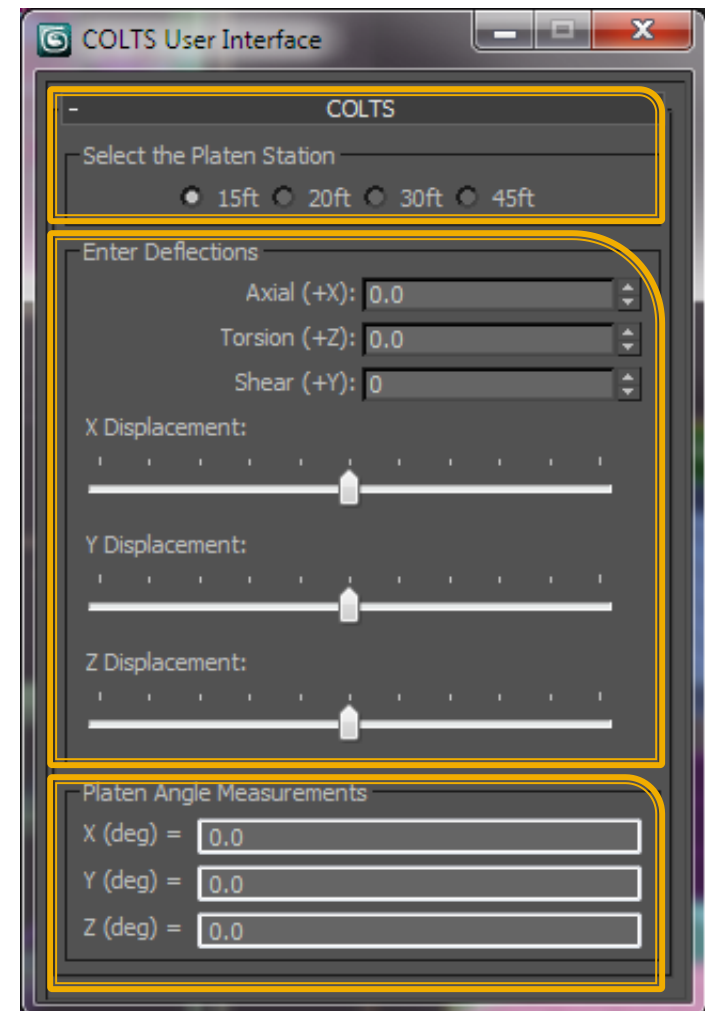 COLTS User Interface
- COLTS
Select the Platen Station
15ft 20ft 30ft 45ft
Enter Deflections
Axial (+X): 0.0
Torsion (+Z): 0.0
Shear (+Y): 0
X Displacement:
Y Displacement:
Z Displacement:
Platen Angle Measurements
X (deg) = 0.0
Y (deg) = 0.0
Z (deg) = 0.0